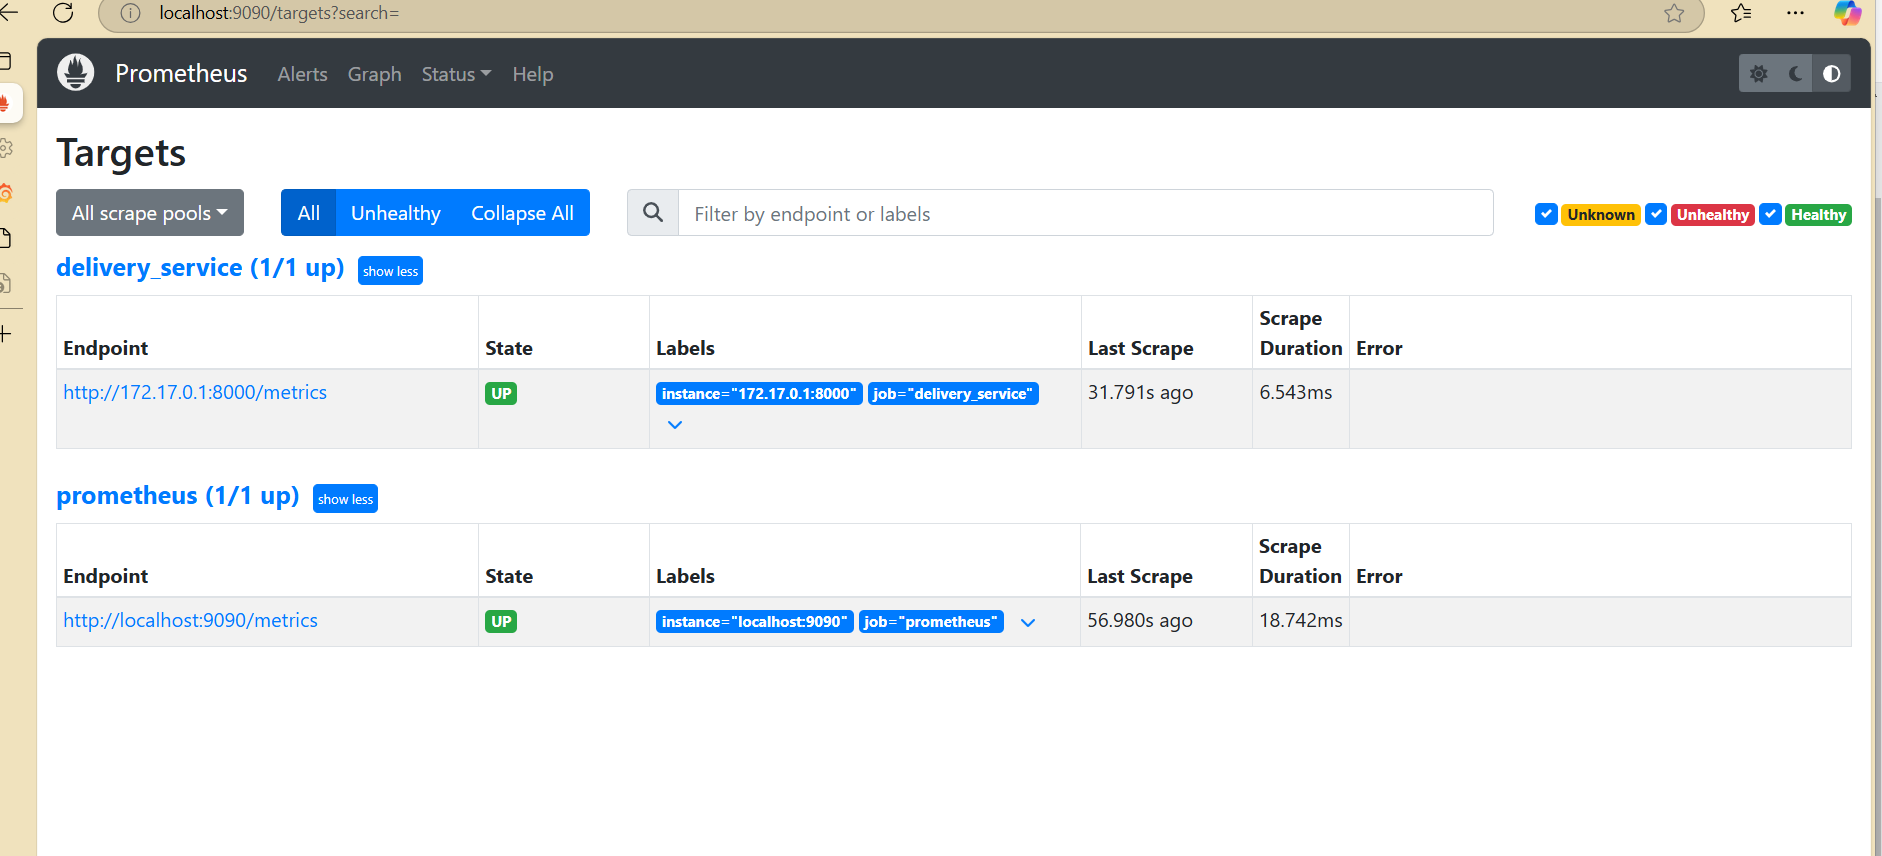 localhost:9090/targets?search=
Prometheus Alerts Graph Status Help
Targets
All scrape pools All Unhealthy Collapse All Filter by endpoint or labels Unknown Unhealthy Healthy
delivery_service (1/1 up) show less
Endpoint State Labels Last Scrape Scrape Duration Error
http://172.17.0.1:8000/metrics UP instance="172.17.0.1:8000" job="delivery_service" 31.791s ago 6.543ms
prometheus (1/1 up) show less
Endpoint State Labels Last Scrape Scrape Duration Error
http://localhost:9090/metrics UP instance="localhost:9090" job="prometheus" 56.980s ago 18.742ms